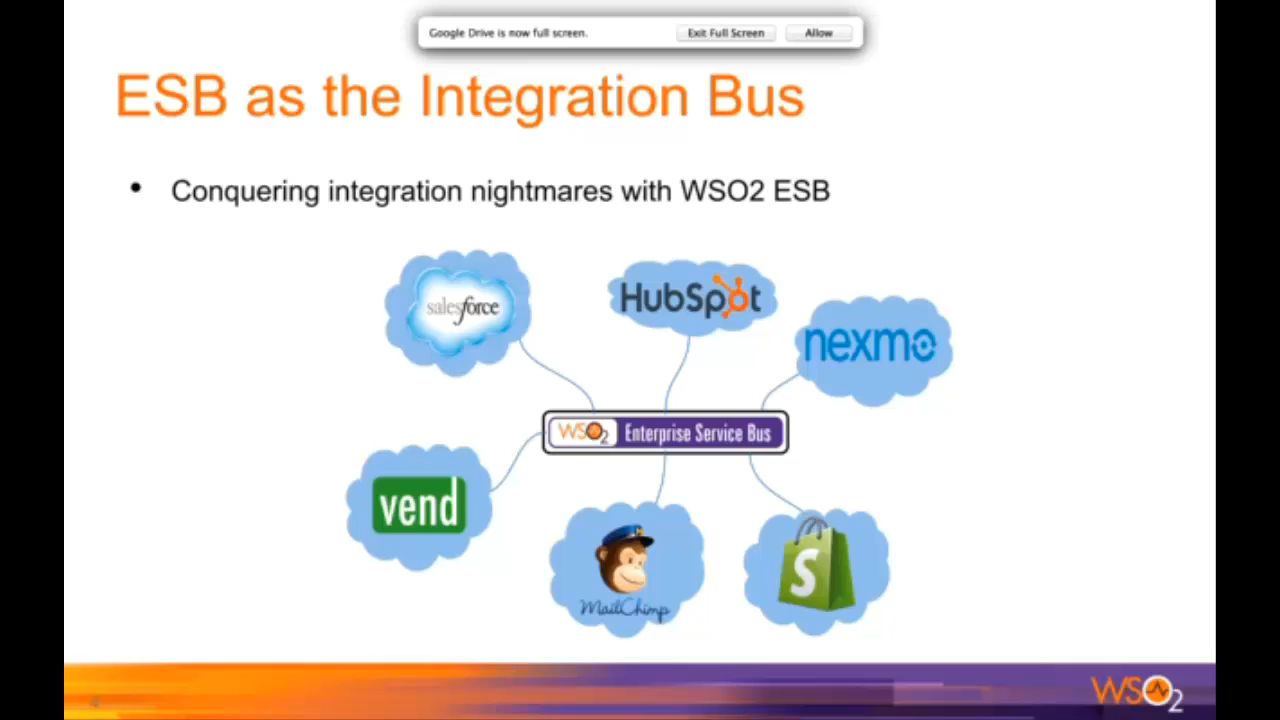 Google Drive is now full screen. Exit Full Screen Allow
ESB as the Integration Bus
• Conquering integration nightmares with WSO2 ESB
salesforce
HubSpot
nexmo
WSO2 Enterprise Service Bus
vend
MailChimp
S
4
WSO2